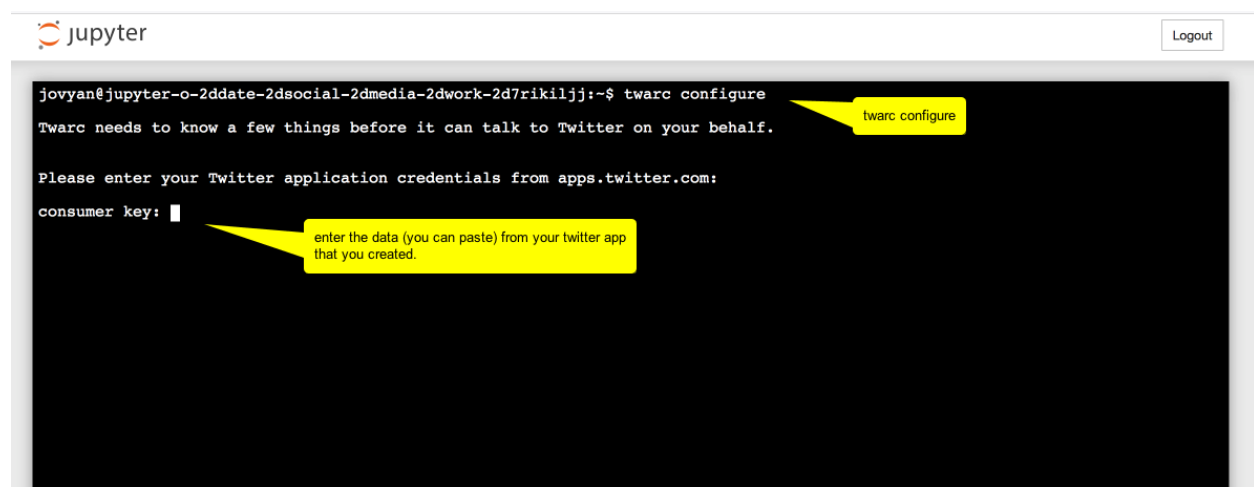 jupyter
Logout
jovyan@jupyter-o-2ddate-2dsocial-2dmedia-2dwork-2d7rikiljj:~$ twarc configure
twarc configure
Twarc needs to know a few things before it can talk to Twitter on your behalf.
Please enter your Twitter application credentials from apps.twitter.com:
consumer key:
enter the data (you can paste) from your twitter app
that you created.